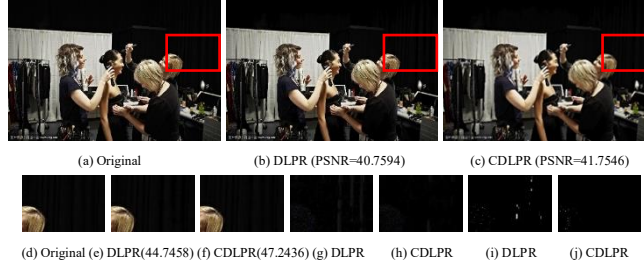 (a) Original
(b) DLPR (PSNR=40.7594)
(c) CDLPR (PSNR=41.7546)
(d) Original (e) DLPR(44.7458) (f) CDLPR(47.2436) (g) DLPR
(h) CDLPR
(i) DLPR
(j) CDLPR